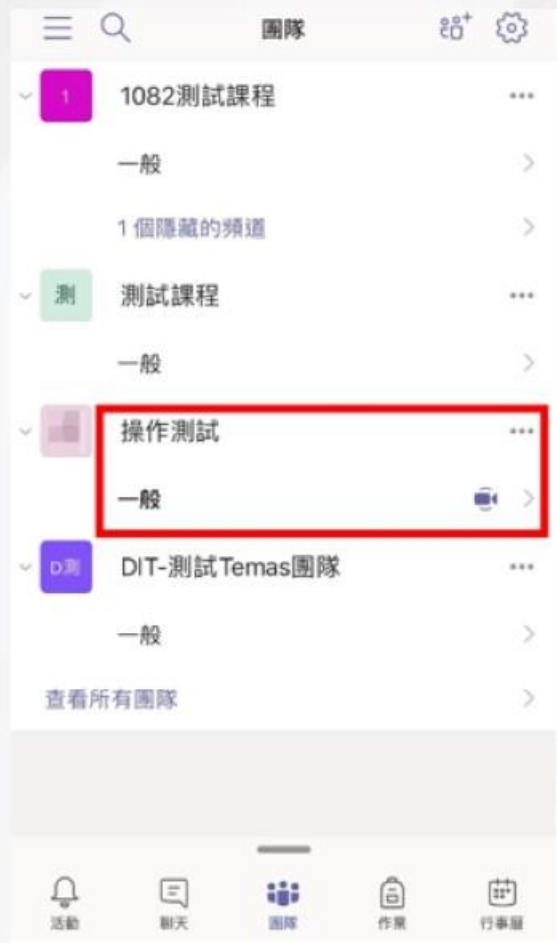 團隊
1 1082測試課程
一般
1 個隱藏的頻道
測 測試課程
一般
操作測試
一般
D測 DIT-測試Temas團隊
一般
查看所有團隊
活動 聊天 團隊 作業 行事曆